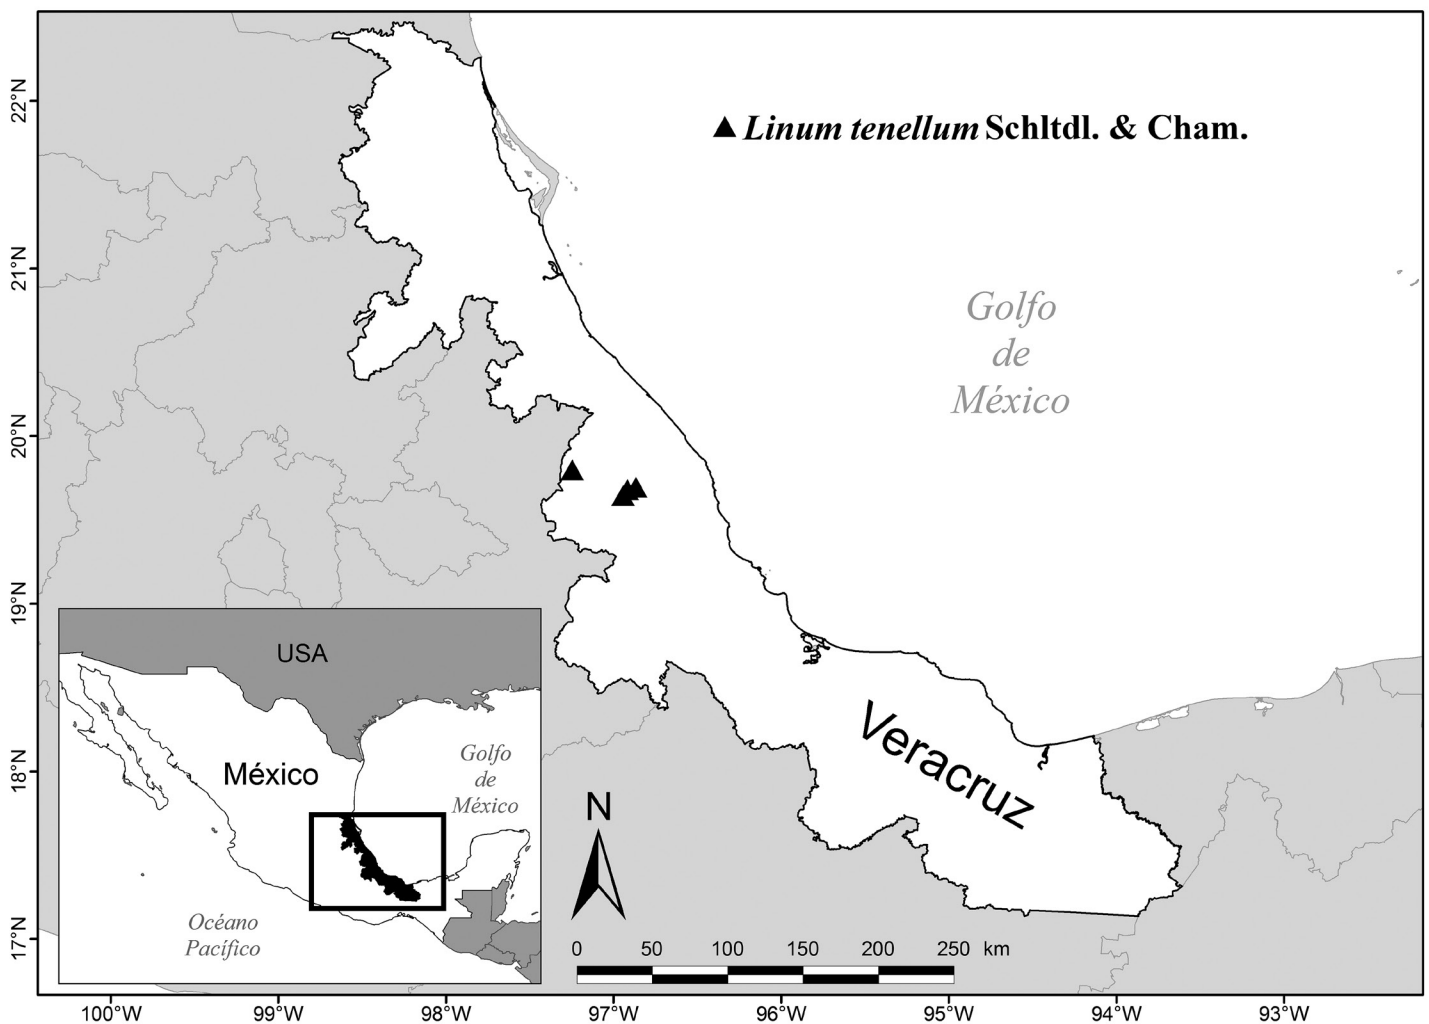 22°N
21°N
20°N
19°N
18°N
17°N
Linum tenellum Schltdl. & Cham.
Golfo
de
México
Veracruz
USA
México
Golfo
de
México
Océano
Pacífico
N
0 50 100 150 200 250 km
100°W 99°W 98°W 97°W 96°W 95°W 94°W 93°W